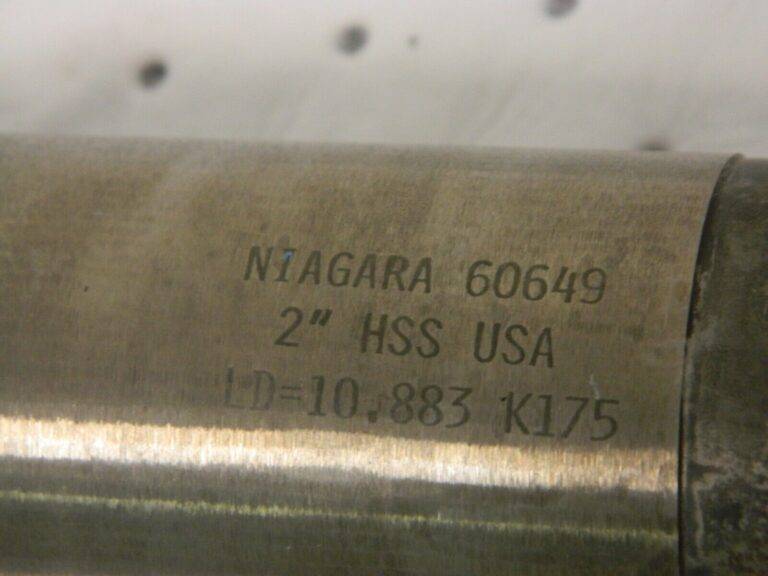 NIAGARA 60649
2" HSS USA
LD=10.883 K175